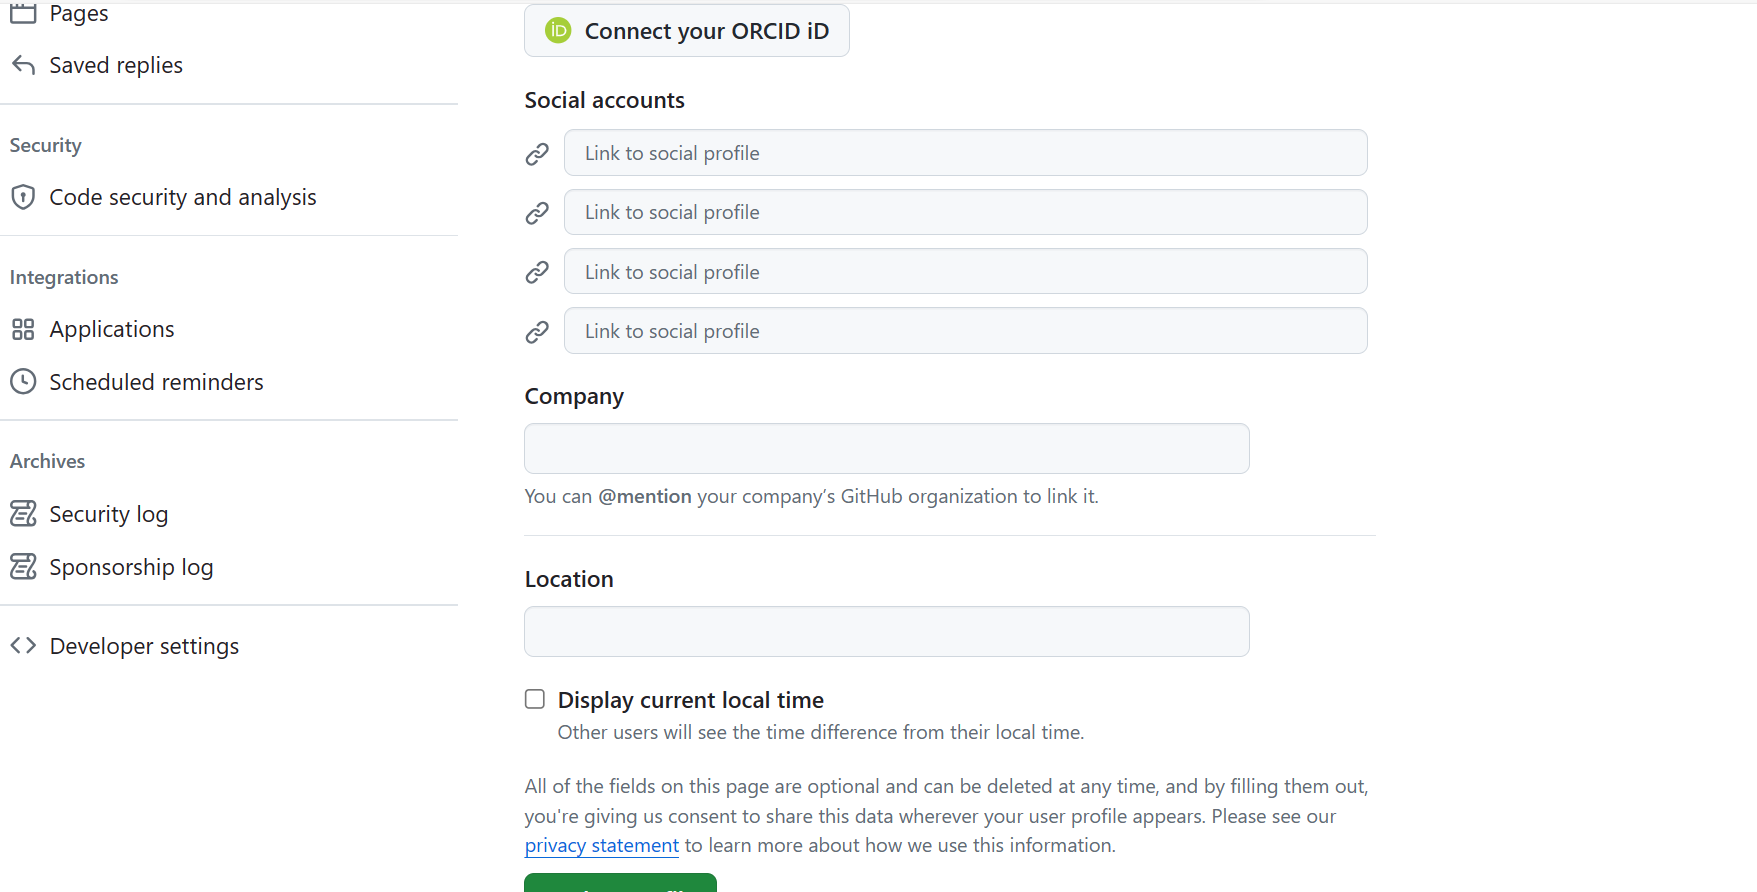 Pages
Saved replies
Security
Code security and analysis
Integrations
Applications
Scheduled reminders
Archives
Security log
Sponsorship log
Developer settings
iD Connect your ORCID iD
Social accounts
Link to social profile
Link to social profile
Link to social profile
Link to social profile
Company
You can @mention your company’s GitHub organization to link it.
Location
Display current local time
Other users will see the time difference from their local time.
All of the fields on this page are optional and can be deleted at any time, and by filling them out,
you're giving us consent to share this data wherever your user profile appears. Please see our
privacy statement to learn more about how we use this information.